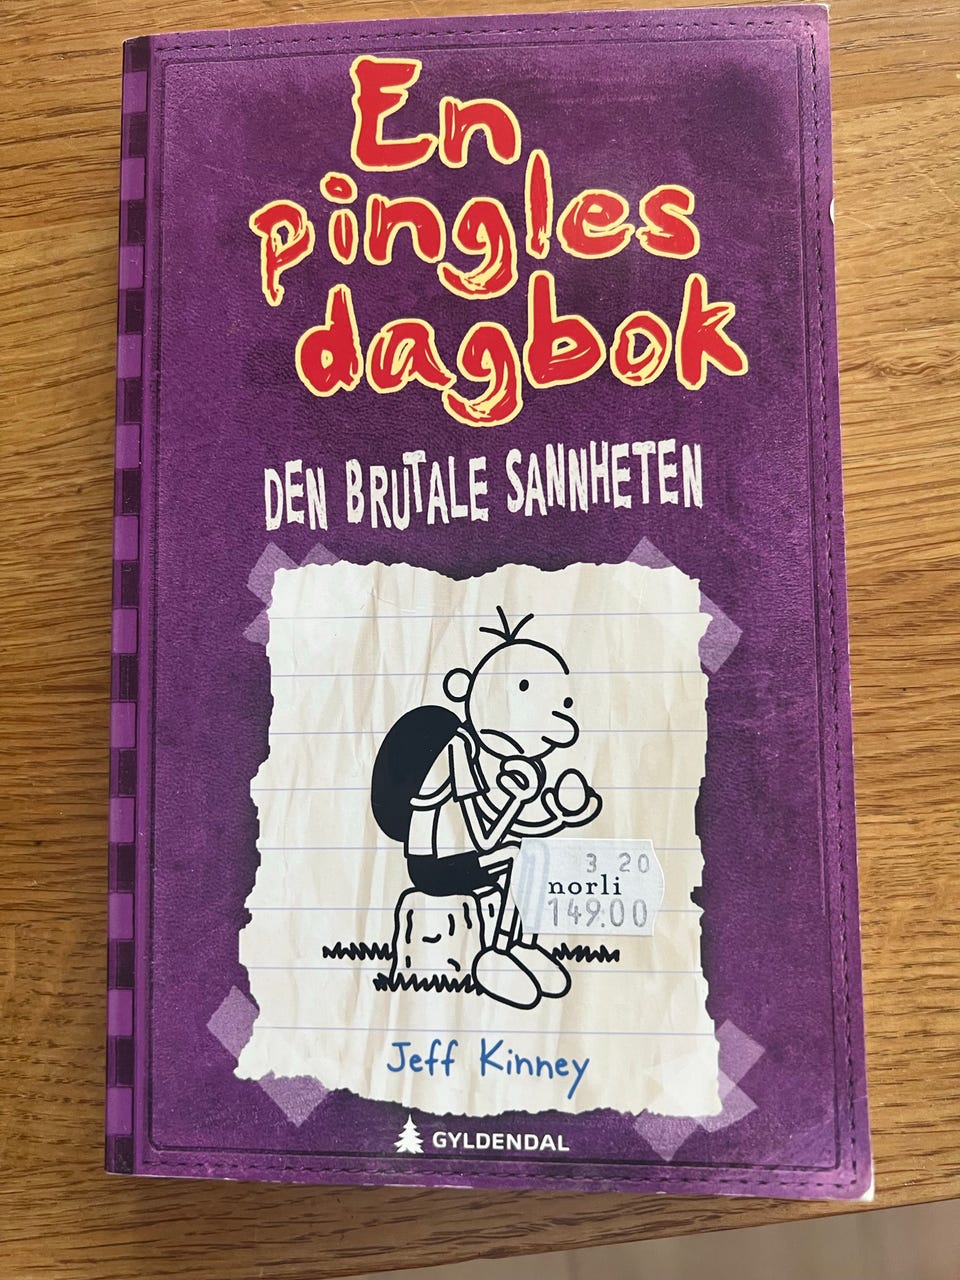 En
pingles
dagbok
DEN BRUTALE SANNHETEN
3 20
norli
149.00
Jeff Kinney
GYLDENDAL